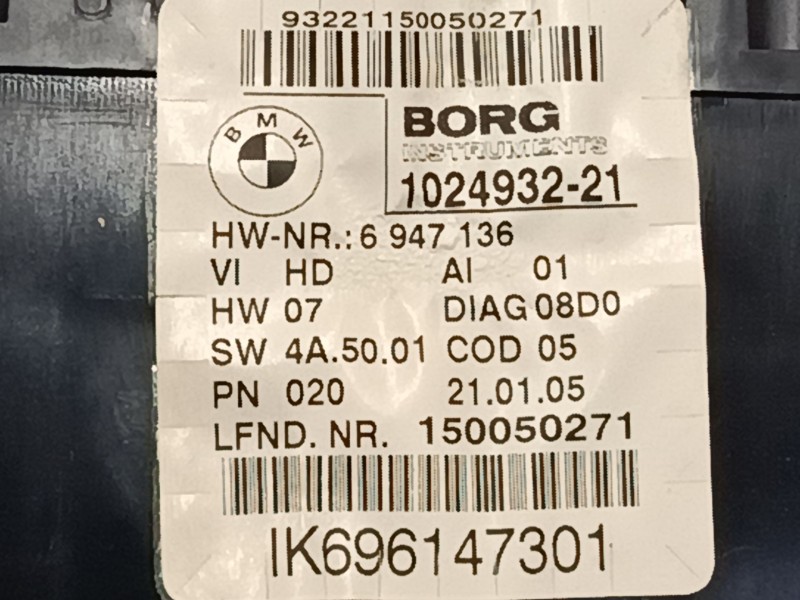 93221150050271
BMW
BORG
INSTRUMENTS
1024932-21
HW-NR.: 6 947 136
VI HD AI 01
HW 07 DIAG 08D0
SW 4A.50.01 COD 05
PN 020 21.01.05
LFND. NR. 150050271
IK696147301